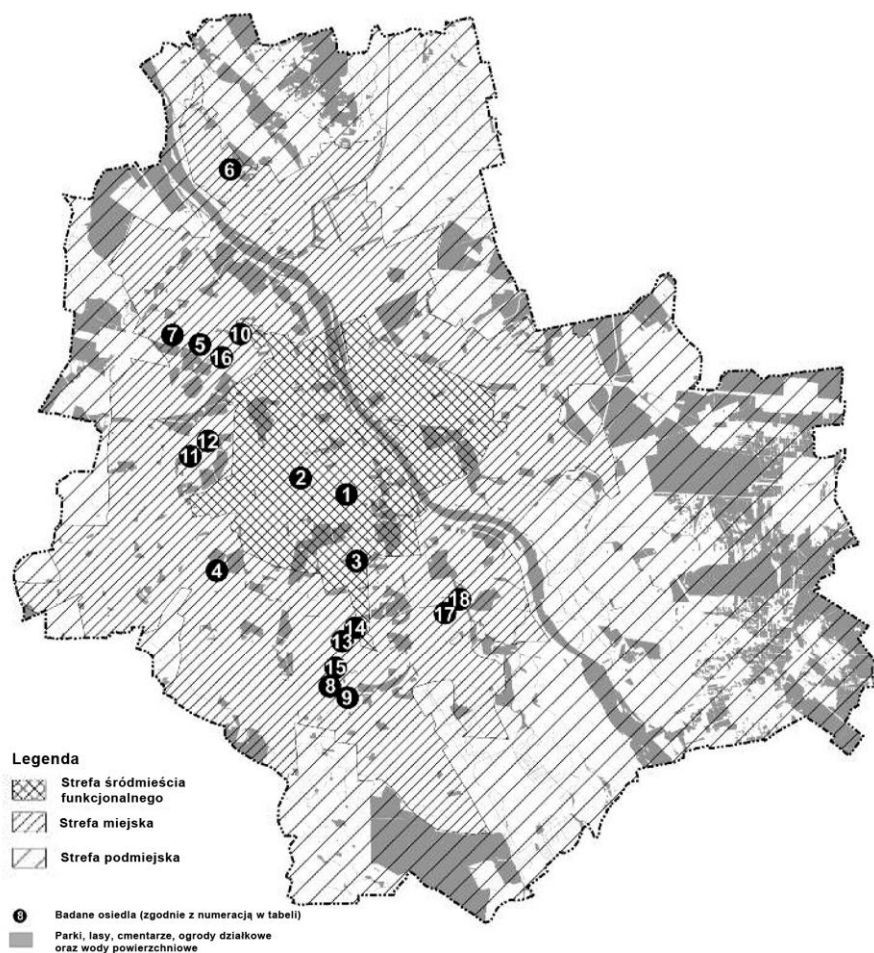 6
7
5
10
16
12
11
2
1
3
4
18
17
14
13
15
8
9
Legenda
Strefa śródmieścia
funkcjonalnego
Strefa miejska
Strefa podmiejska
8 Badane osiedla (zgodnie z numeracją w tabeli)
Parki, lasy, cmentarze, ogrody działkowe
oraz wody powierzchniowe